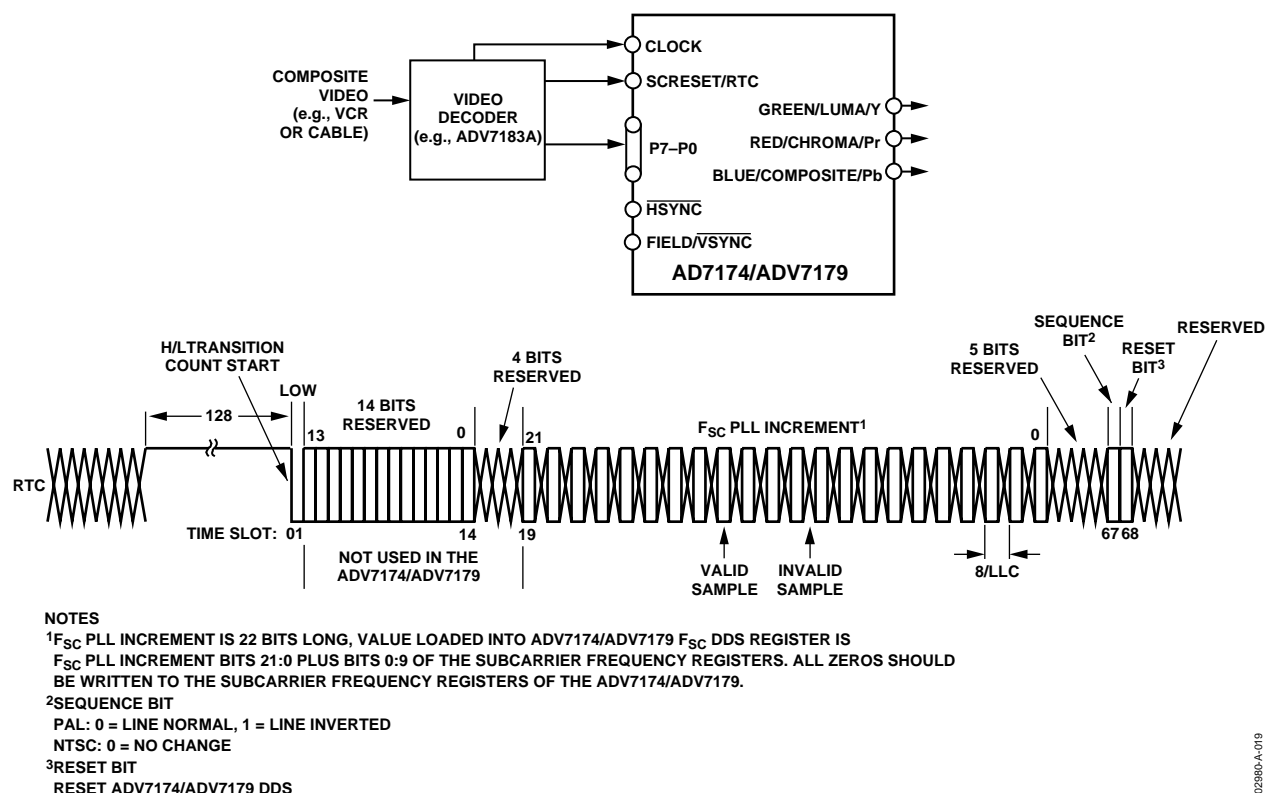 COMPOSITE
VIDEO
(e.g., VCR
OR CABLE)
VIDEO
DECODER
(e.g., ADV7183A)
CLOCK
SCRESET/RTC
P7–P0
HSYNC
FIELD/VSYNC
GREEN/LUMA/Y
RED/CHROMA/Pr
BLUE/COMPOSITE/Pb
AD7174/ADV7179
H/LTRANSITION
COUNT START
LOW
128
14 BITS
RESERVED
13
0
4 BITS
RESERVED
21
FSC PLL INCREMENT1
0
5 BITS
RESERVED
SEQUENCE
BIT2
RESET
BIT3
RESERVED
RTC
TIME SLOT: 01
14
19
67 68
NOT USED IN THE
ADV7174/ADV7179
VALID
SAMPLE
INVALID
SAMPLE
8/LLC
NOTES
1FSC PLL INCREMENT IS 22 BITS LONG, VALUE LOADED INTO ADV7174/ADV7179 FSC DDS REGISTER IS
FSC PLL INCREMENT BITS 21:0 PLUS BITS 0:9 OF THE SUBCARRIER FREQUENCY REGISTERS. ALL ZEROS SHOULD
BE WRITTEN TO THE SUBCARRIER FREQUENCY REGISTERS OF THE ADV7174/ADV7179.
2SEQUENCE BIT
PAL: 0 = LINE NORMAL, 1 = LINE INVERTED
NTSC: 0 = NO CHANGE
3RESET BIT
RESET ADV7174/ADV7179 DDS
02980-A-019